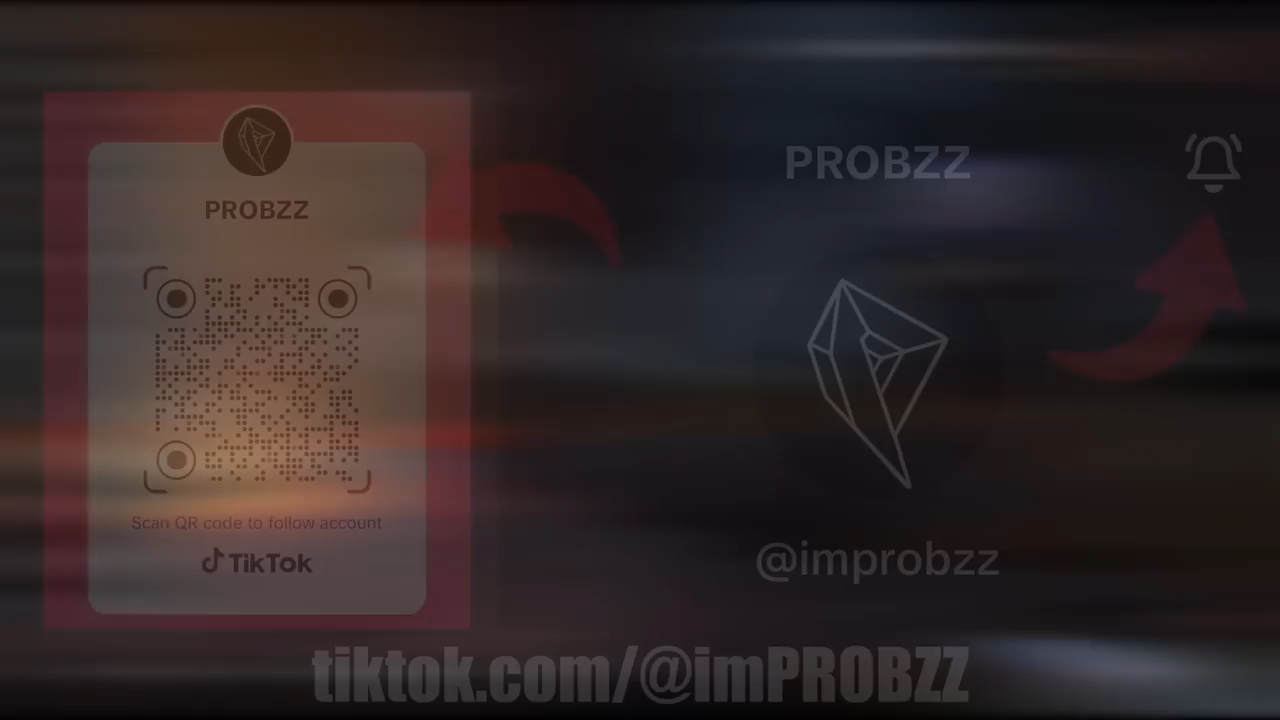 PROBZZ
Scan QR code to follow account
TikTok
PROBZZ
@improbzz
tiktok.com/@imPROBZZ